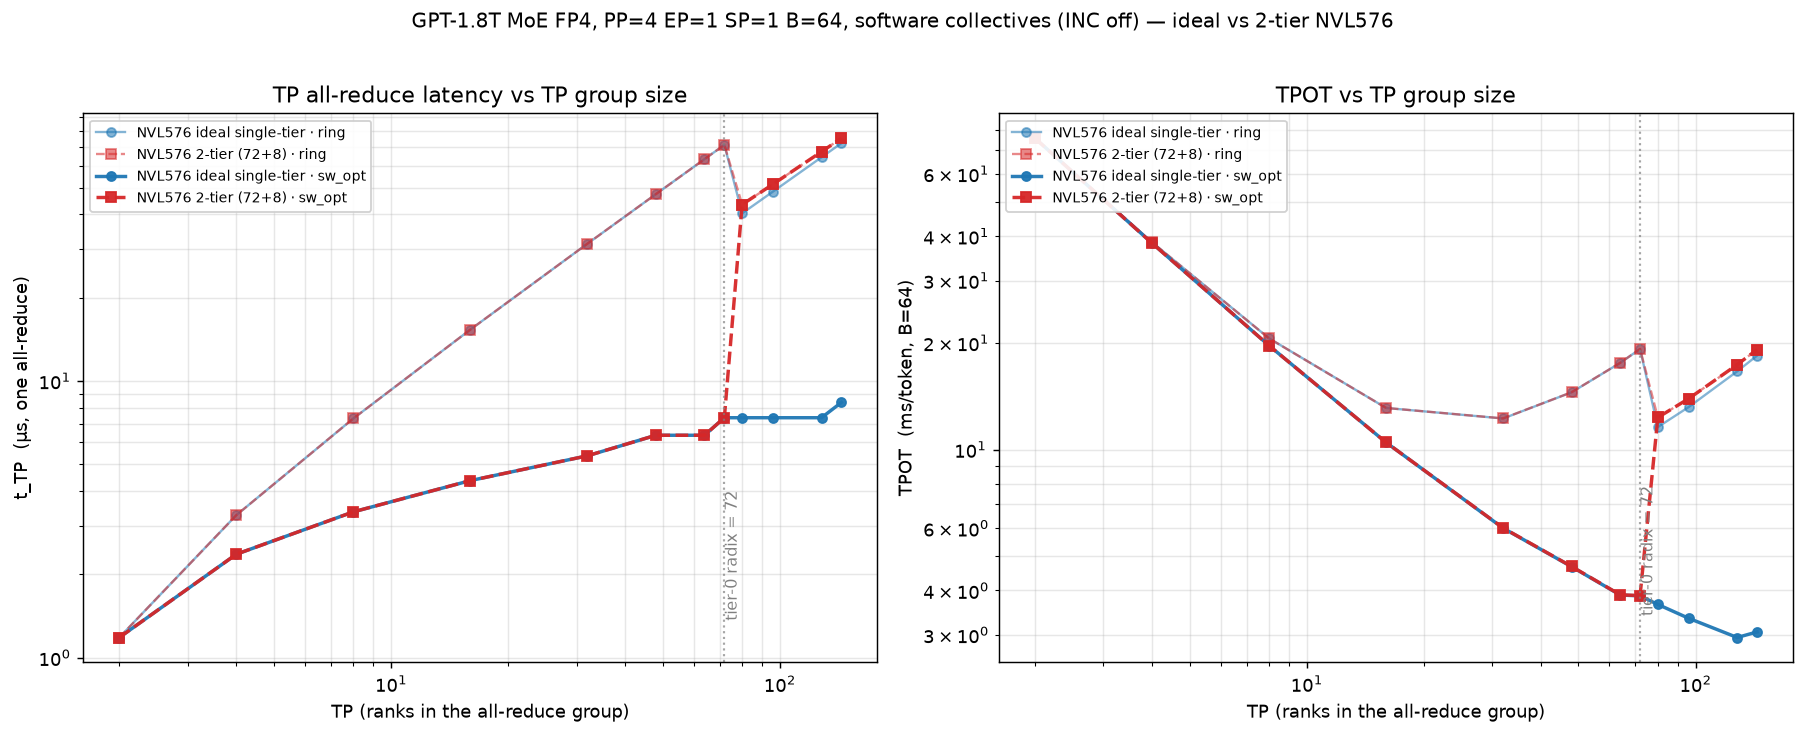 GPT-1.8T MoE FP4, PP=4 EP=1 SP=1 B=64, software collectives (INC off) — ideal vs 2-tier NVL576
TP all-reduce latency vs TP group size
NVL576 ideal single-tier · ring
NVL576 2-tier (72+8) · ring
NVL576 ideal single-tier · sw_opt
NVL576 2-tier (72+8) · sw_opt
t_TP (μs, one all-reduce)
10¹
10⁰
tier-0 radix = 72
10¹
10²
TP (ranks in the all-reduce group)
TPOT vs TP group size
NVL576 ideal single-tier · ring
NVL576 2-tier (72+8) · ring
NVL576 ideal single-tier · sw_opt
NVL576 2-tier (72+8) · sw_opt
TPOT (ms/token, B=64)
6 × 10¹
4 × 10¹
3 × 10¹
2 × 10¹
10¹
6 × 10⁰
4 × 10⁰
3 × 10⁰
tier-0 radix = 72
10¹
10²
TP (ranks in the all-reduce group)